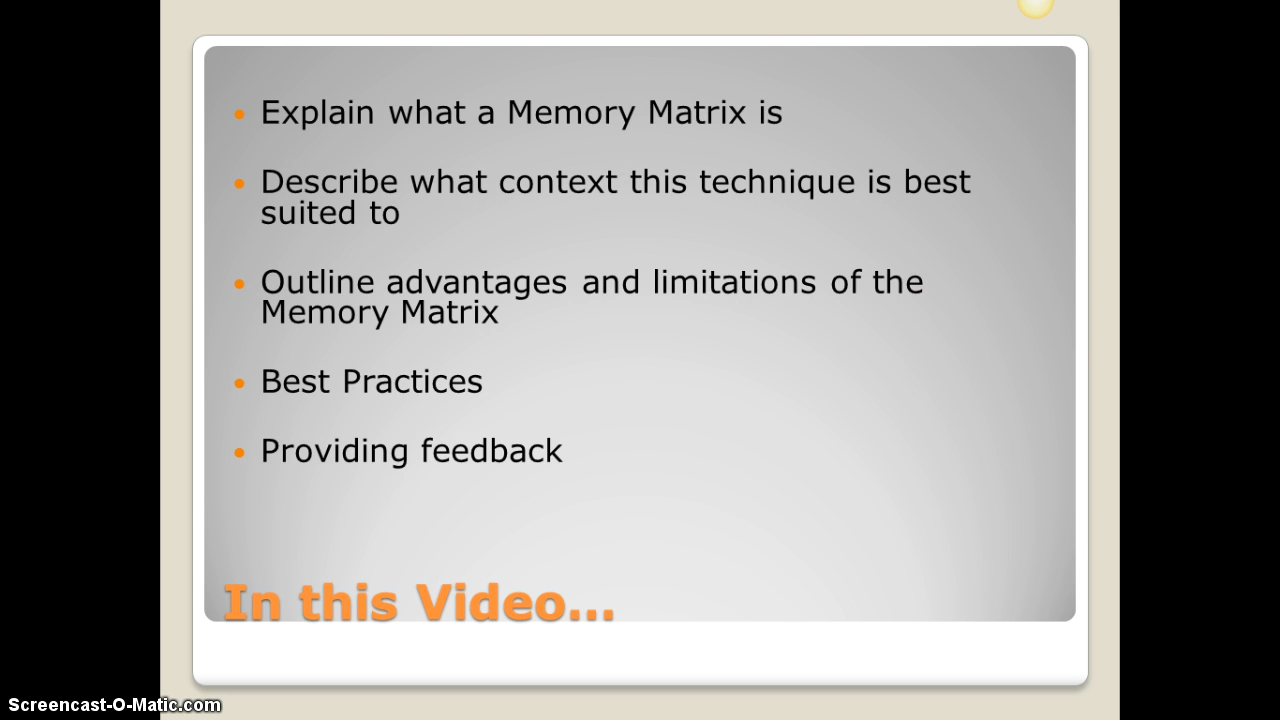 Explain what a Memory Matrix is
Describe what context this technique is best
suited to
Outline advantages and limitations of the
Memory Matrix
Best Practices
Providing feedback
In this Video...
Screencast-O-Matic.com